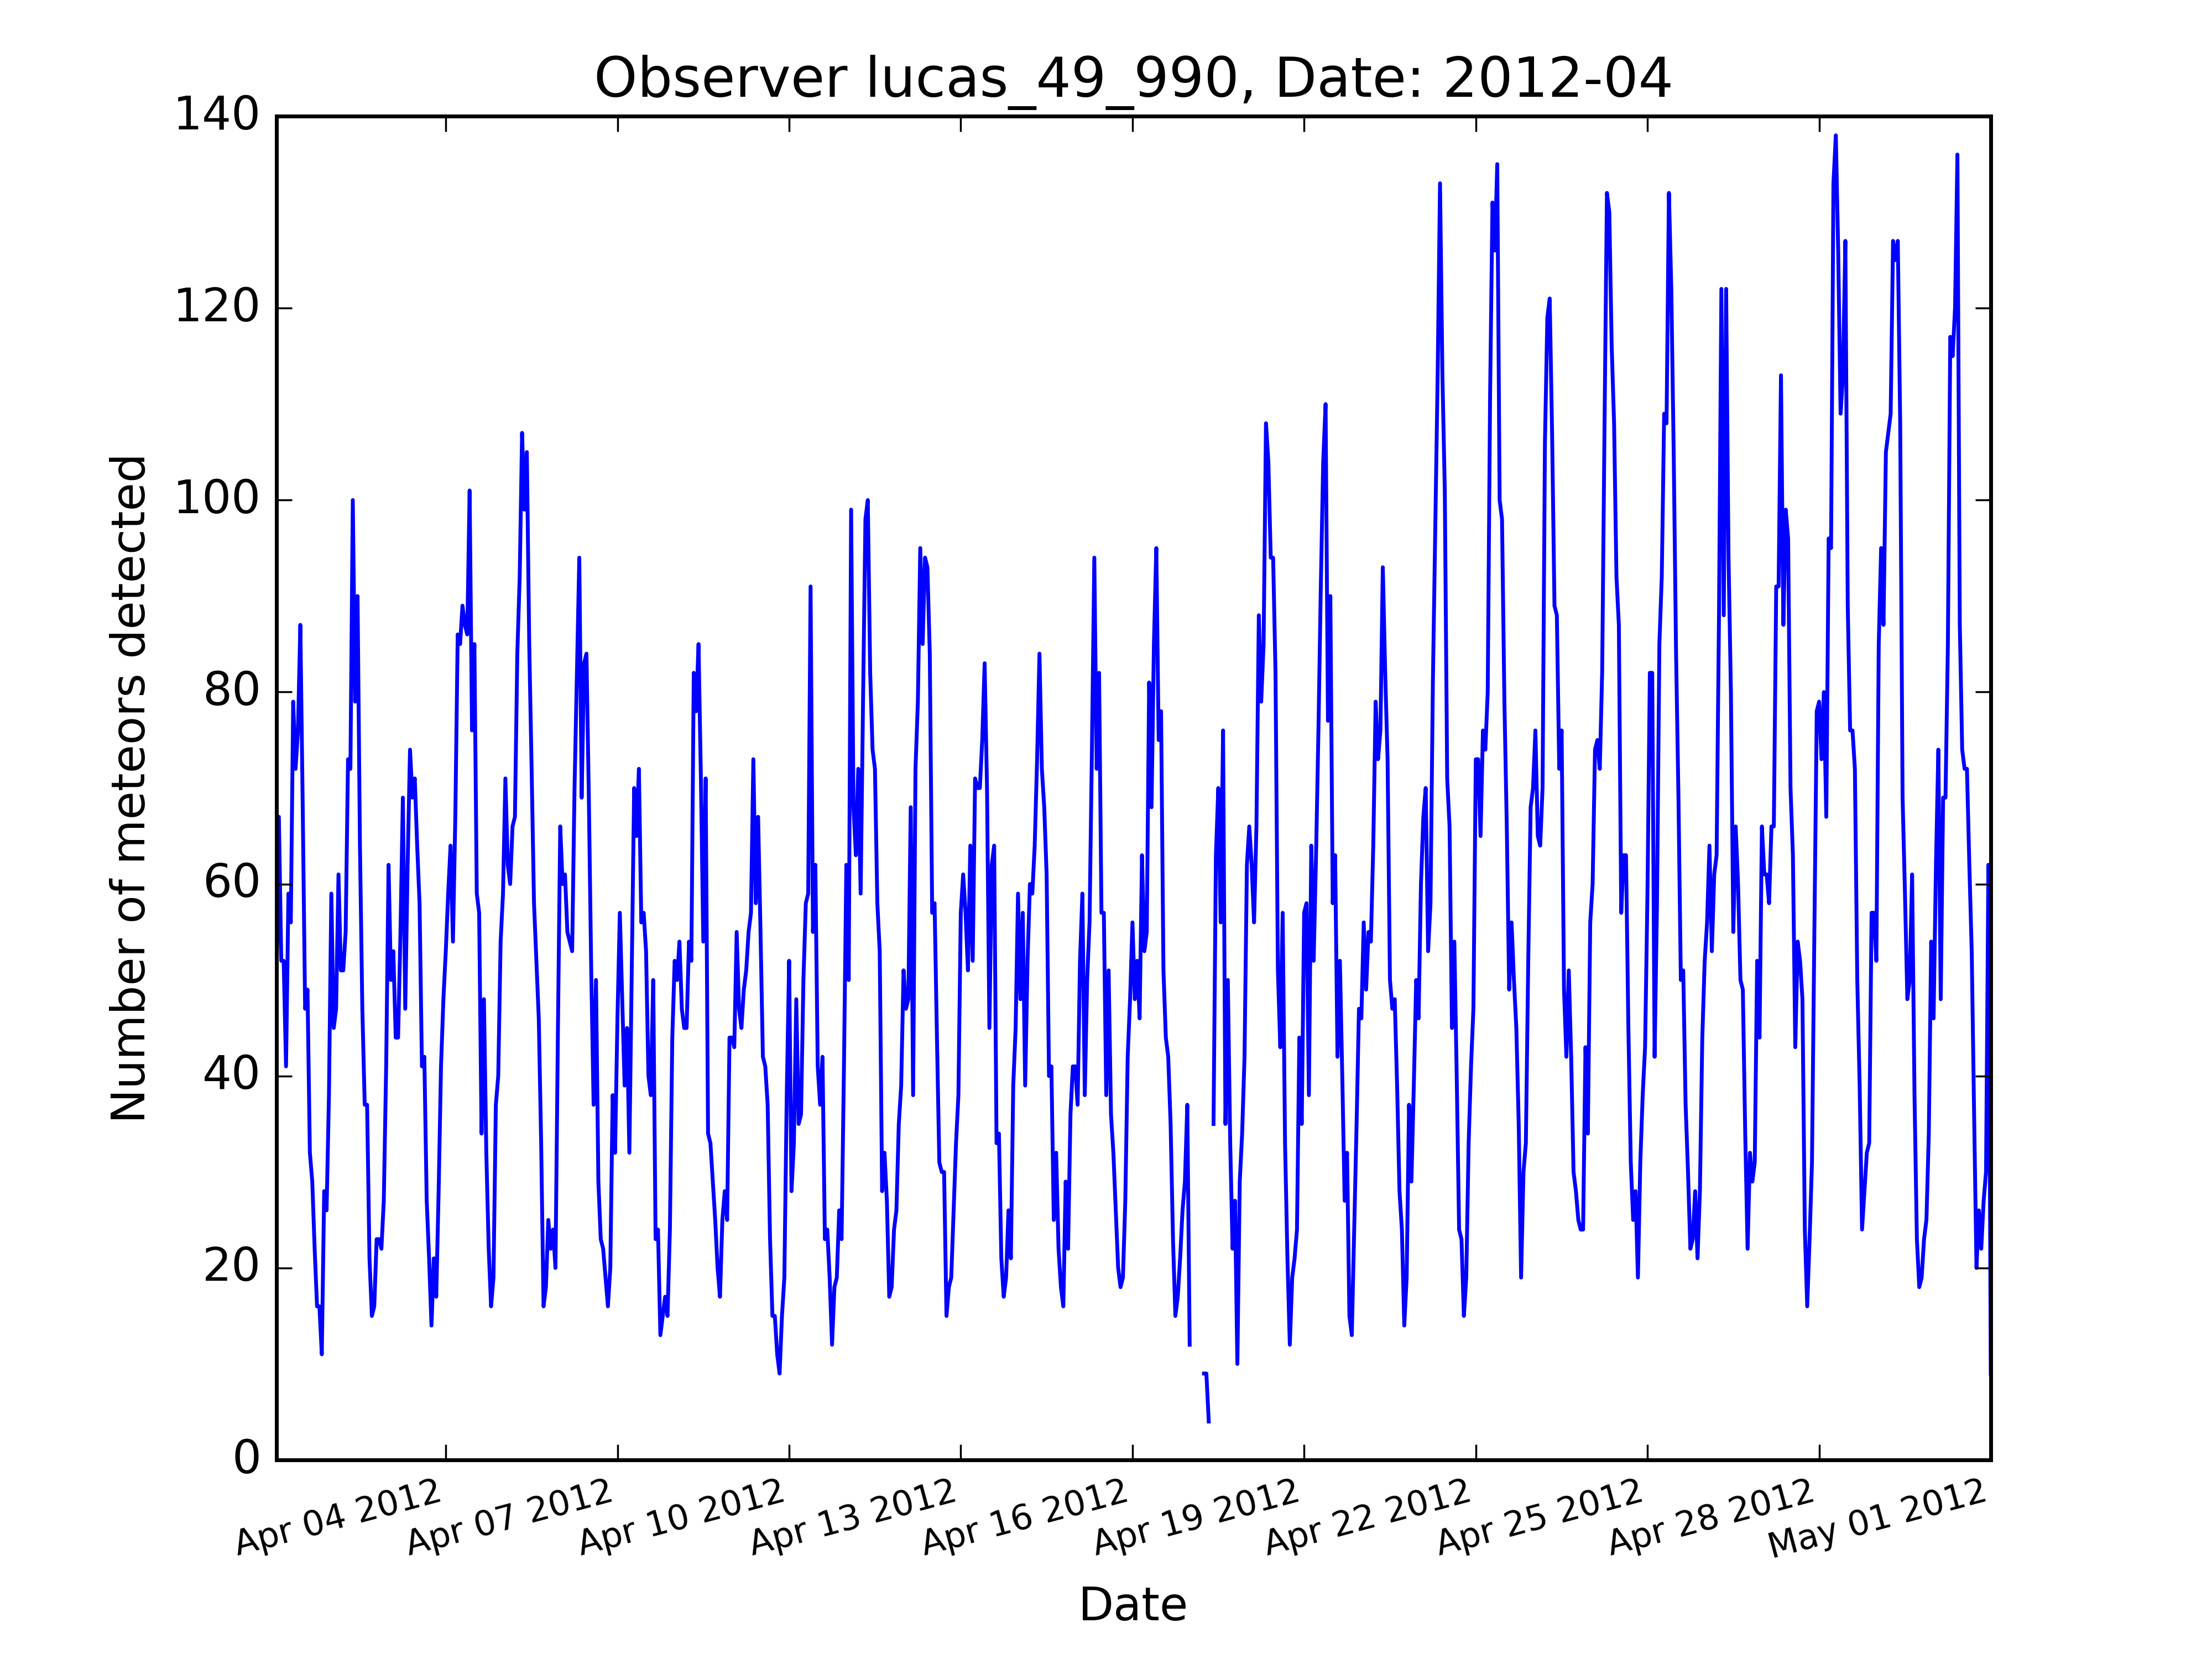 Observer lucas_49_990, Date: 2012-04
140
120
100
80
60
40
20
0
Number of meteors detected
Apr 04 2012
Apr 07 2012
Apr 10 2012
Apr 13 2012
Apr 16 2012
Apr 19 2012
Apr 22 2012
Apr 25 2012
Apr 28 2012
May 01 2012
Date